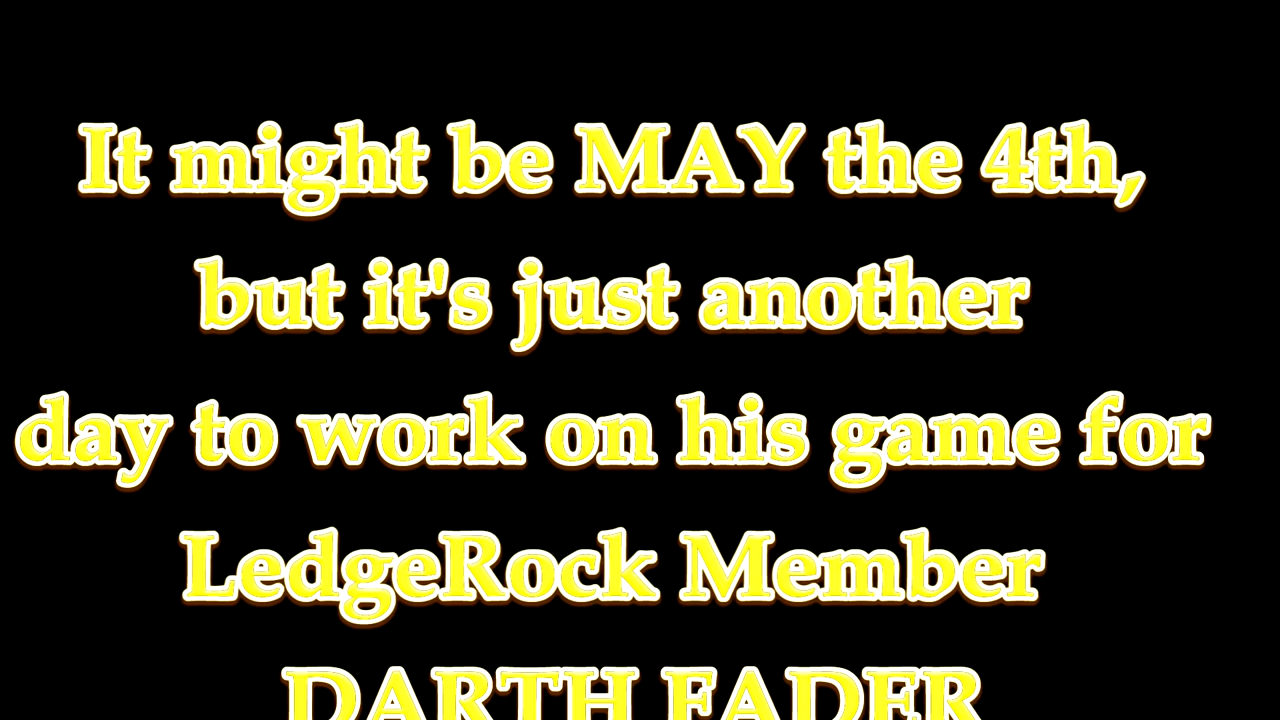 It might be MAY the 4th,
but it's just another
day to work on his game for
LedgeRock Member
DARTH FADER